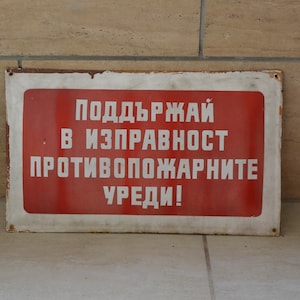 ПОДДЪРЖАЙ
В ИЗПРАВНОСТ
ПРОТИВОПОЖАРНИТЕ
УРЕДИ!